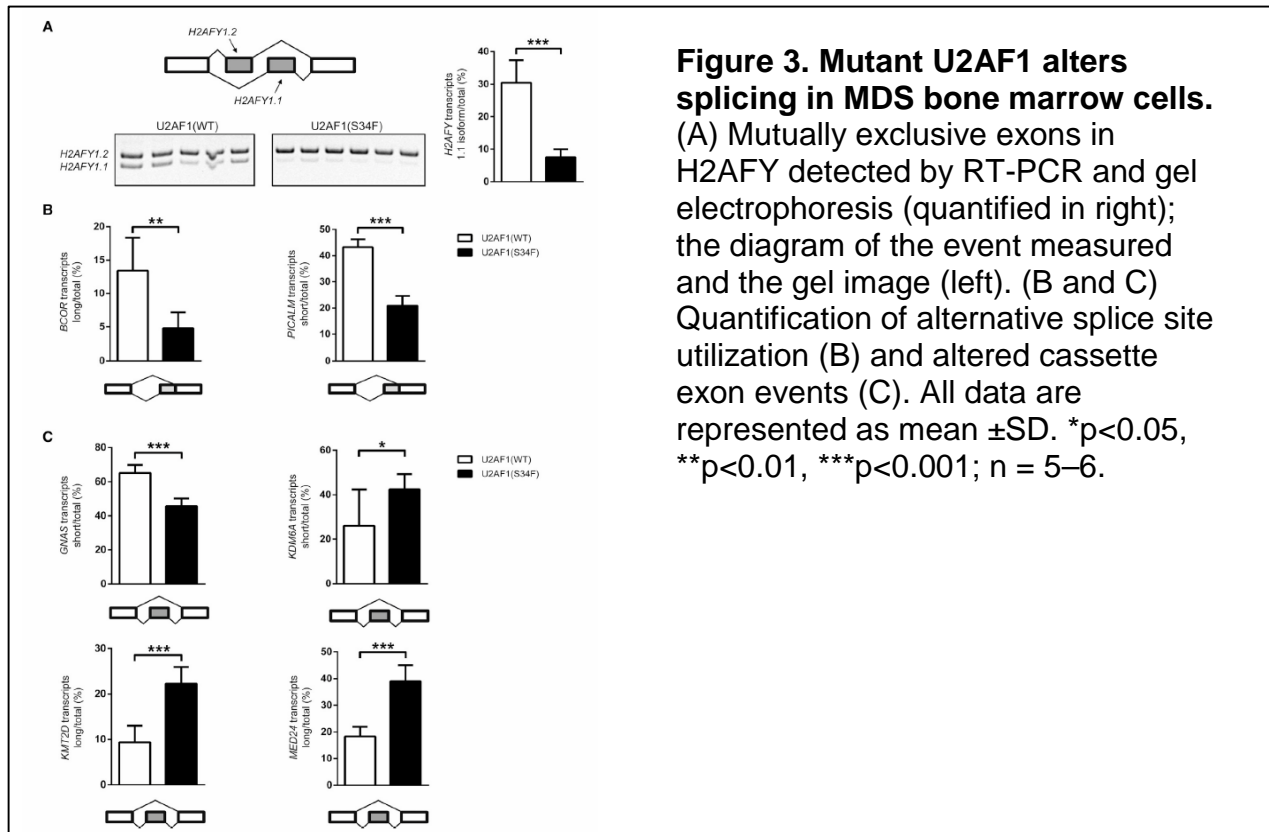 A
H2AFY1.2
H2AFY1.1
U2AF1(WT)
U2AF1(S34F)
H2AFY1.2
H2AFY1.1
H2AFY transcripts
1.1 isoform/total (%)
40
30
20
10
0
***
B
BCOR transcripts
long/total (%)
20
15
10
5
0
**
PICALM transcripts
short/total (%)
50
40
30
20
10
0
***
U2AF1(WT)
U2AF1(S34F)
C
GNAS transcripts
short/total (%)
80
60
40
20
0
***
KDM6A transcripts
short/total (%)
60
40
20
0
*
U2AF1(WT)
U2AF1(S34F)
KMT2D transcripts
long/total (%)
30
20
10
0
***
MED24 transcripts
long/total (%)
50
40
30
20
10
0
***
Figure 3. Mutant U2AF1 alters
splicing in MDS bone marrow cells.
(A) Mutually exclusive exons in
H2AFY detected by RT-PCR and gel
electrophoresis (quantified in right);
the diagram of the event measured
and the gel image (left). (B and C)
Quantification of alternative splice site
utilization (B) and altered cassette
exon events (C). All data are
represented as mean ±SD. *p<0.05,
**p<0.01, ***p<0.001; n = 5–6.